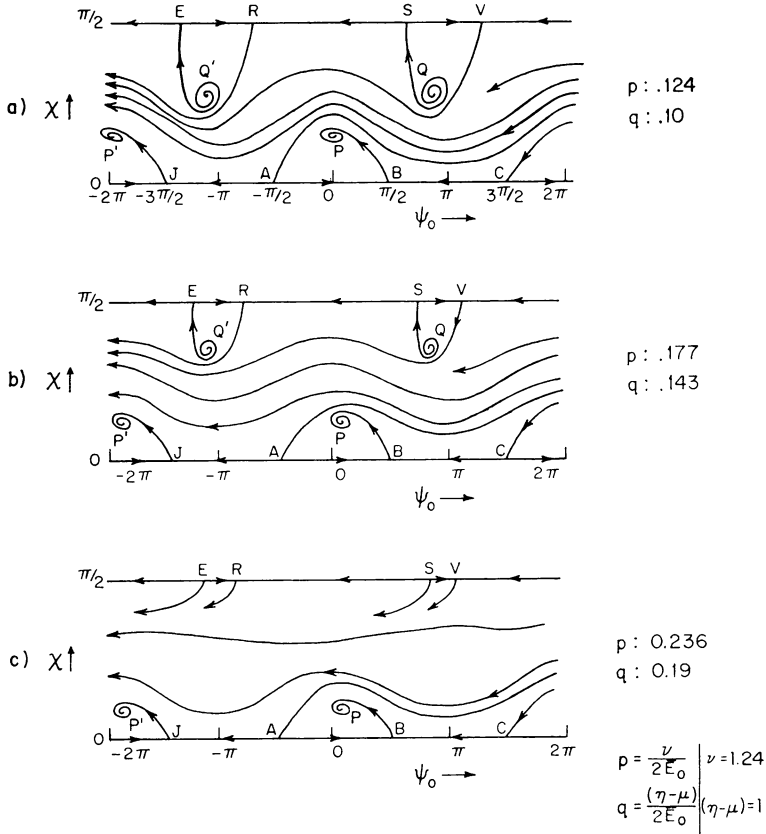 E R S V
π/2
Q' Q
a) χ↑
p: .124
q: .10
P' P
J A B C
0
-2π -3π/2 -π -π/2 0 π/2 π 3π/2 2π
ψ₀ →
E R S V
π/2
Q' Q
b) χ↑
p: .177
q: .143
P' P
J A B C
0
-2π -π 0 π 2π
ψ₀ →
E R S V
π/2
c) χ↑
p: 0.236
q: 0.19
P' P
J A B C
0
-2π -π 0 π 2π
ψ₀ →
p = ν/2E₀ | ν = 1.24
q = (η-μ)/2E₀ | (η-μ) = 1